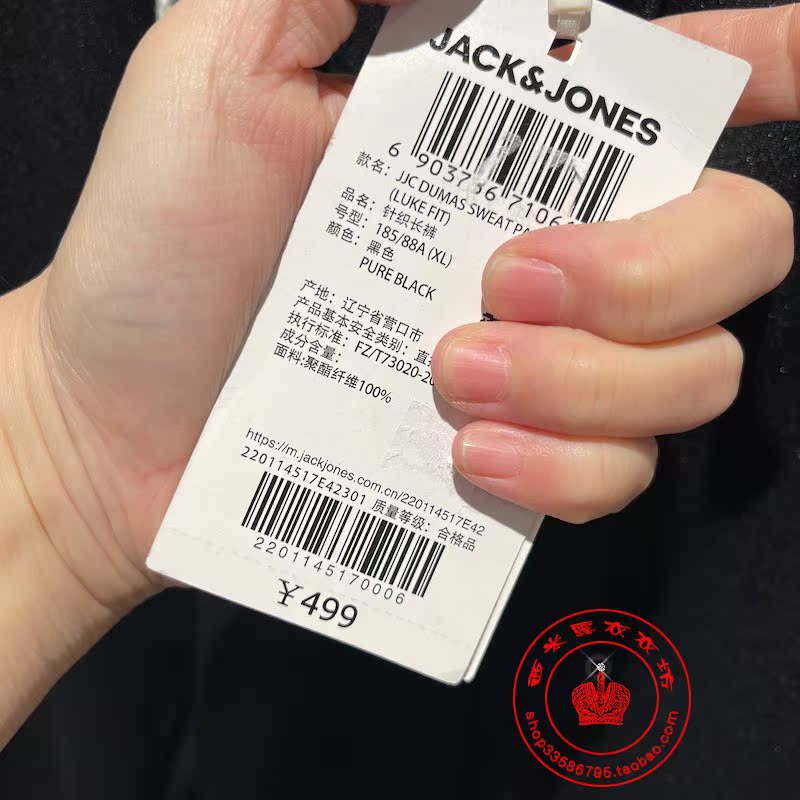 JACK&JONES
6 903736
款名: JJC DUMAS SWEAT
(LUKE FIT)
品名: 针织长裤
号型: 185/88A (XL)
颜色: 黑色
PURE BLACK
产地: 辽宁省营口市
产品基本安全类别:
执行标准: FZ/T73020
成分含量:
面料:聚酯纤维100%
https://m.jackjones.com.cn/220114517E42
220114517E42301 质量等级: 合格品
2201145170006
￥499
shop33586795.taobao.com